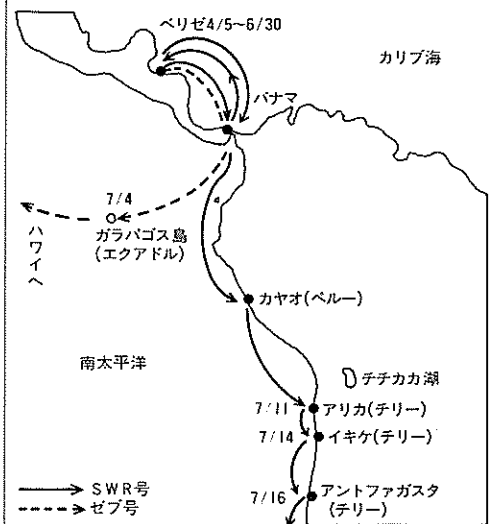 ベリゼ4/5～6/30
カリブ海
パナマ
7/4
ガラパゴス島
(エクアドル)
ハワイへ
カヤオ(ペルー)
南太平洋
チチカカ湖
7/11
アリカ(チリー)
7/14
イキケ(チリー)
7/16
アントファガスタ
(チリー)
SWR号
ゼブ号